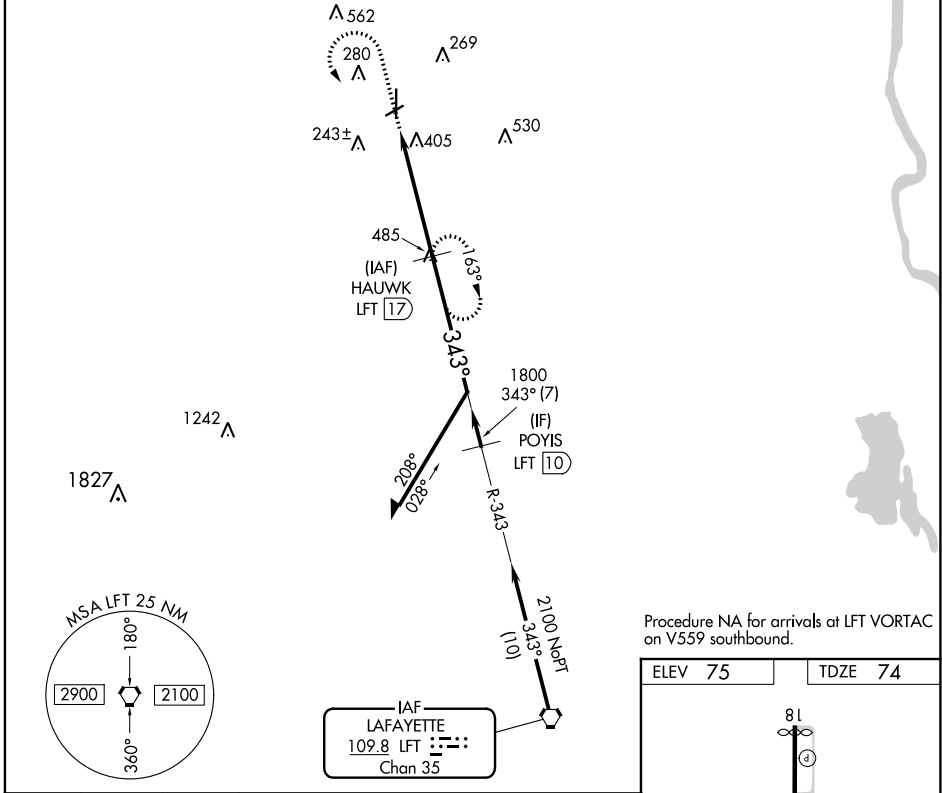 562
280
269
243±
405
530
485
(IAF)
HAUWK
LFT 17
163°
343°
1800
343° (7)
(IF)
POYIS
LFT 10
1242
1827
208°
028°
R-343
2100 NoPT
343°
(10)
MSA LFT 25 NM
180°
2900
2100
360°
IAF
LAFAYETTE
109.8 LFT
Chan 35
Procedure NA for arrivals at LFT VORTAC
on V559 southbound.
ELEV 75
TDZE 74
18
P